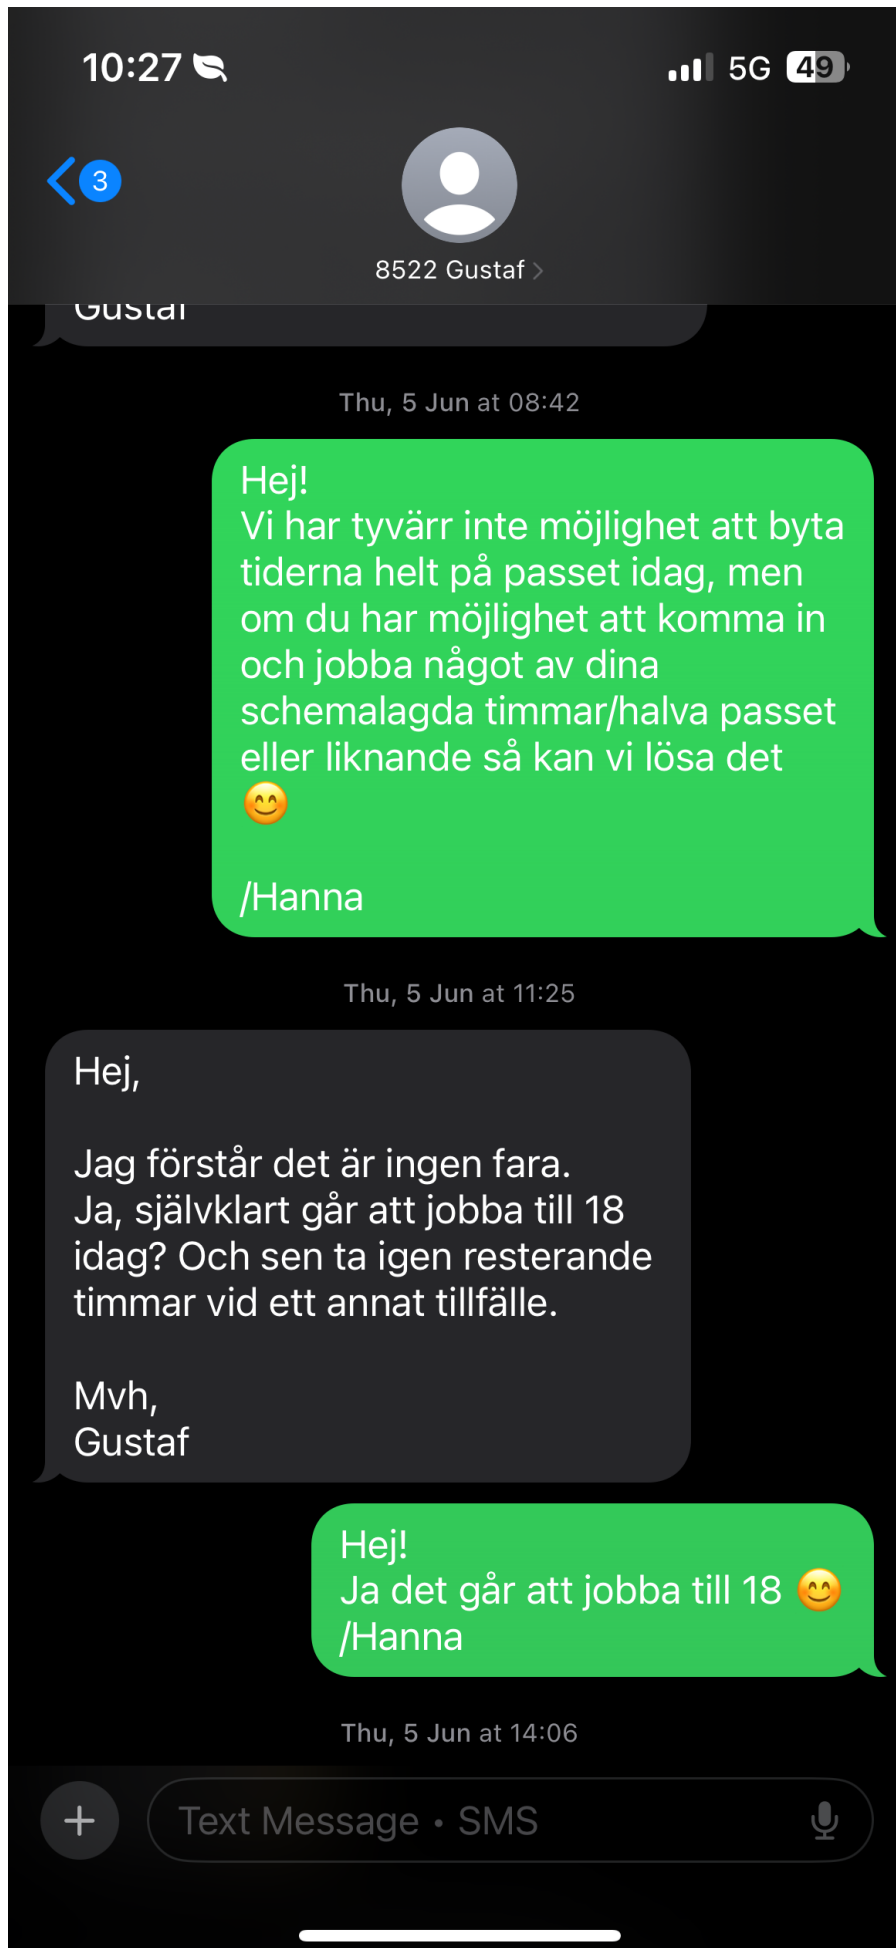 10:27
5G 49
3
8522 Gustaf
Gustaf
Thu, 5 Jun at 08:42
Hej!
Vi har tyvärr inte möjlighet att byta
tiderna helt på passet idag, men
om du har möjlighet att komma in
och jobba något av dina
schemalagda timmar/halva passet
eller liknande så kan vi lösa det
😊
/Hanna
Thu, 5 Jun at 11:25
Hej,
Jag förstår det är ingen fara.
Ja, självklart går att jobba till 18
idag? Och sen ta igen resterande
timmar vid ett annat tillfälle.
Mvh,
Gustaf
Hej!
Ja det går att jobba till 18 😊
/Hanna
Thu, 5 Jun at 14:06
Text Message • SMS